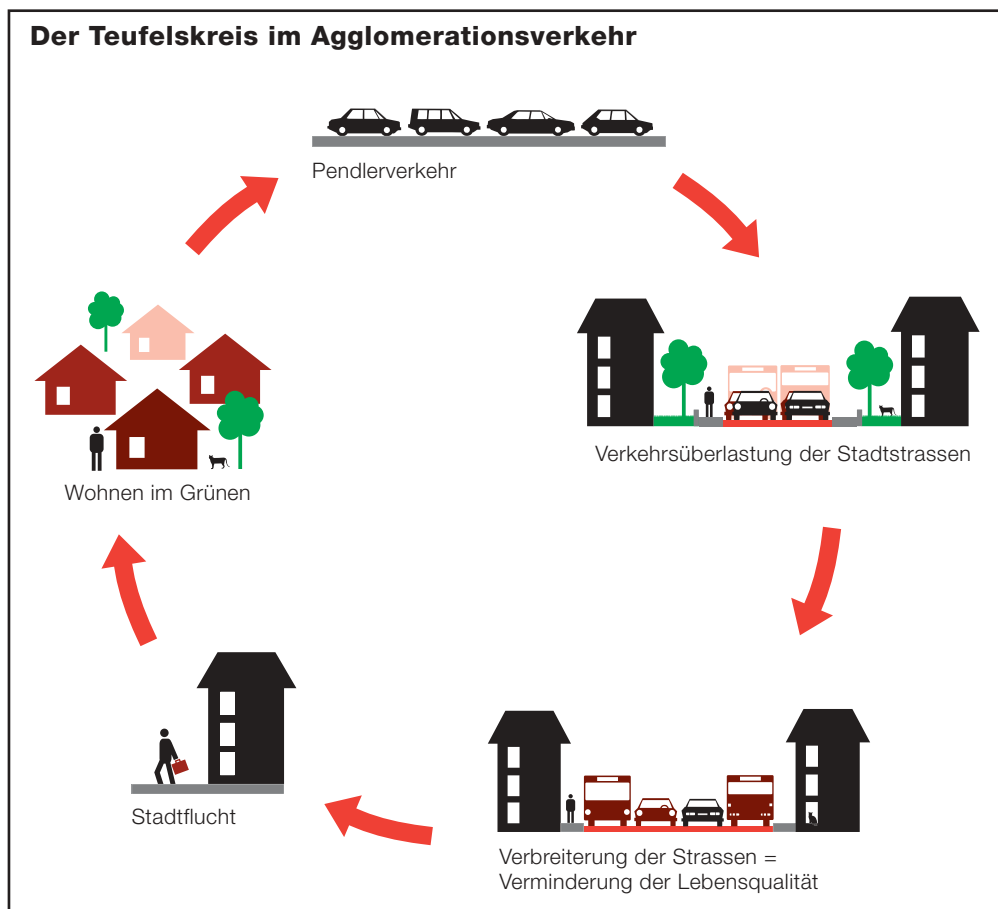 Der Teufelskreis im Agglomerationsverkehr
Pendlerverkehr
Verkehrsüberlastung der Stadtstrassen
Verbreiterung der Strassen =
Verminderung der Lebensqualität
Stadtflucht
Wohnen im Grünen